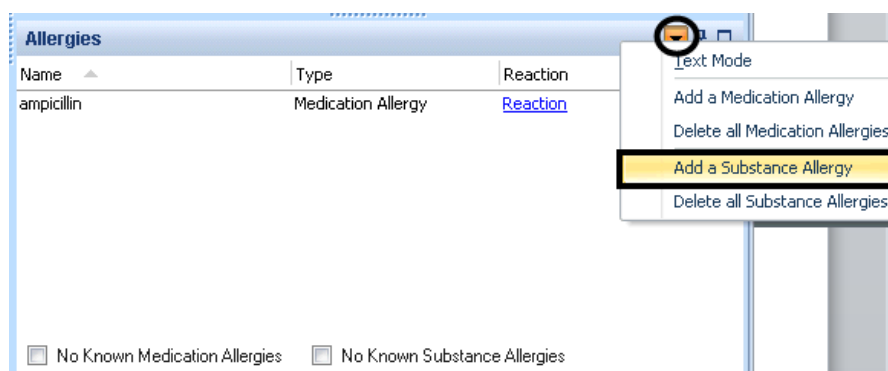 Allergies
Name Type Reaction
ampicillin Medication Allergy Reaction
Text Mode
Add a Medication Allergy
Delete all Medication Allergies
Add a Substance Allergy
Delete all Substance Allergies
No Known Medication Allergies No Known Substance Allergies